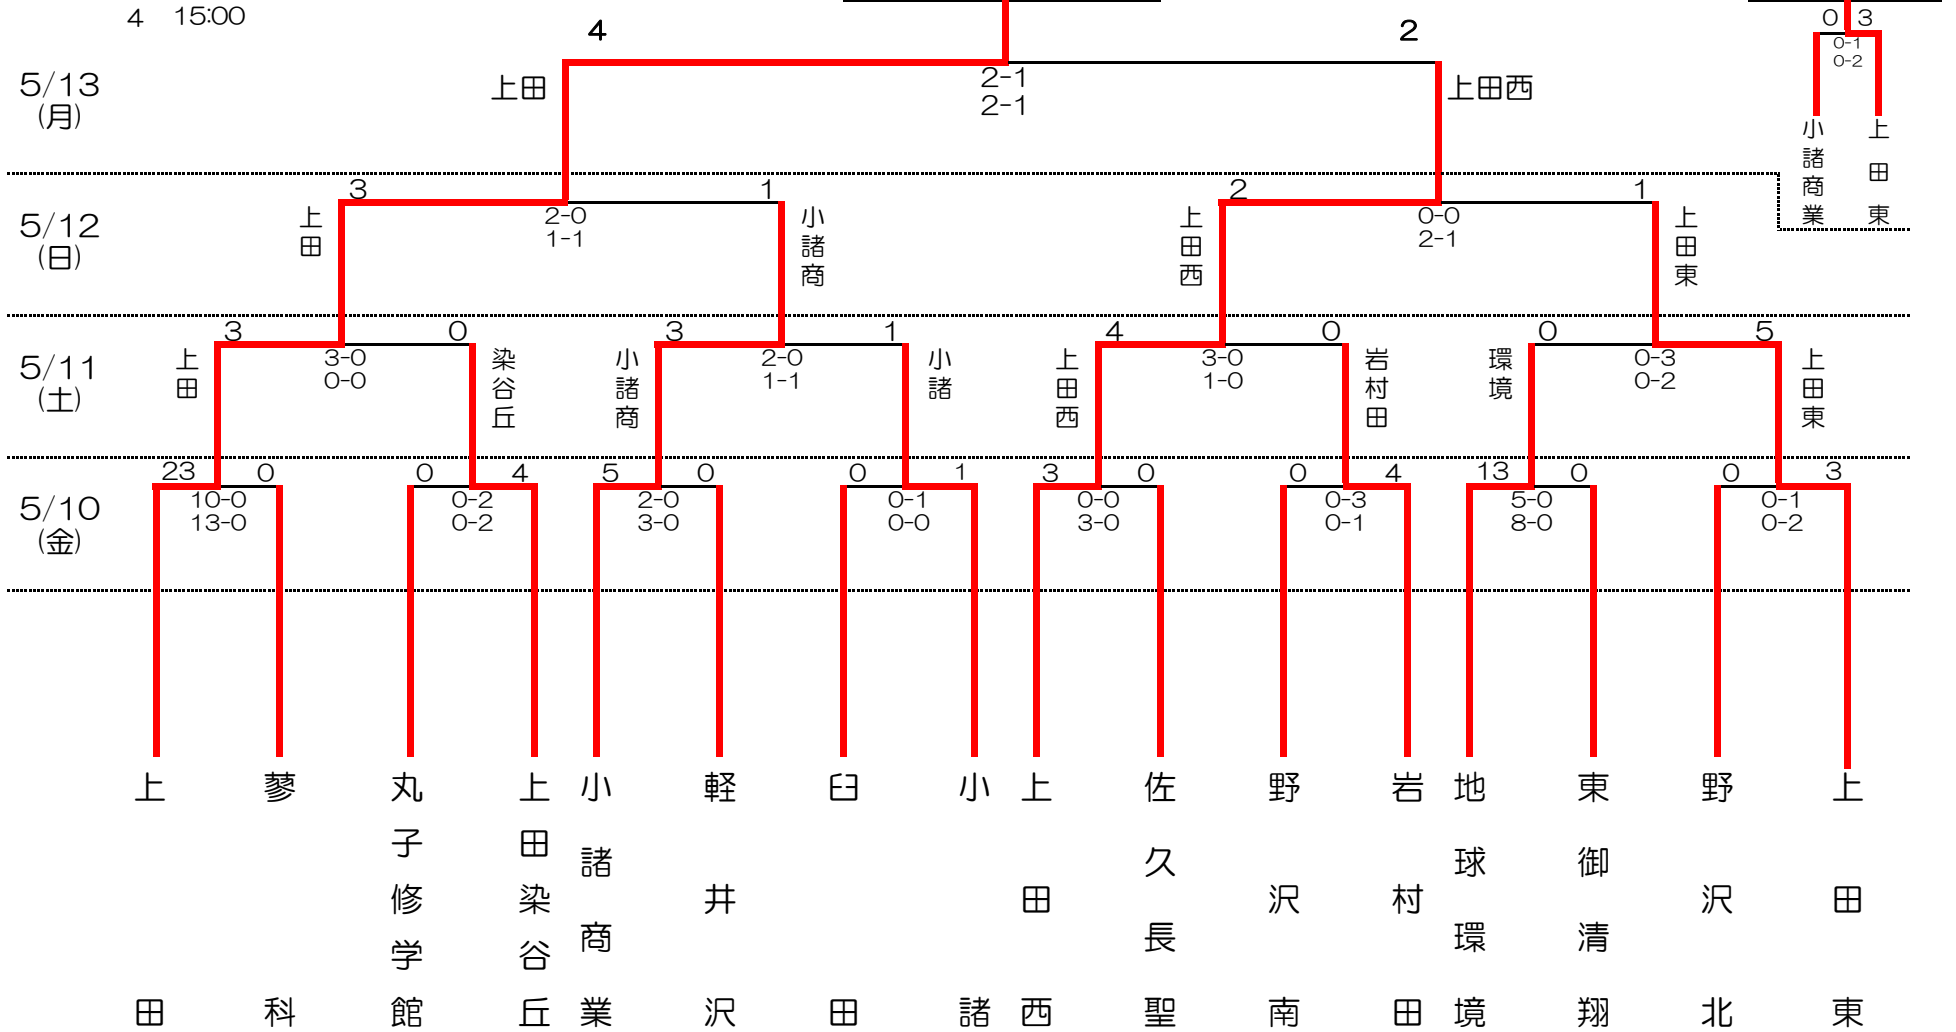 4 15:00
4 2
0 3
0-1
0-2
5/13
(月)
上田
2-1
2-1
上田西
小諸商業
上田東
5/12
(日)
3 1
2-0
1-1
上田
小諸商
2 1
0-0
2-1
上田西
上田東
5/11
(土)
3 0
3-0
0-0
上田
染谷丘
3 1
2-0
1-1
小諸商
小諸
4 0
3-0
1-0
上田西
岩村田
0 5
0-3
0-2
環境
上田東
5/10
(金)
23 0
10-0
13-0
0 4
0-2
0-2
5 0
2-0
3-0
0 1
0-1
0-0
3 0
0-0
3-0
0 4
0-3
0-1
13 0
5-0
8-0
0 3
0-1
0-2
上田
蓼科
丸子修学館
上田染谷丘
小諸商業
軽井沢
臼田
小諸
上田西
佐久長聖
野沢南
岩村田
地球環境
東御清翔
野沢北
上田東